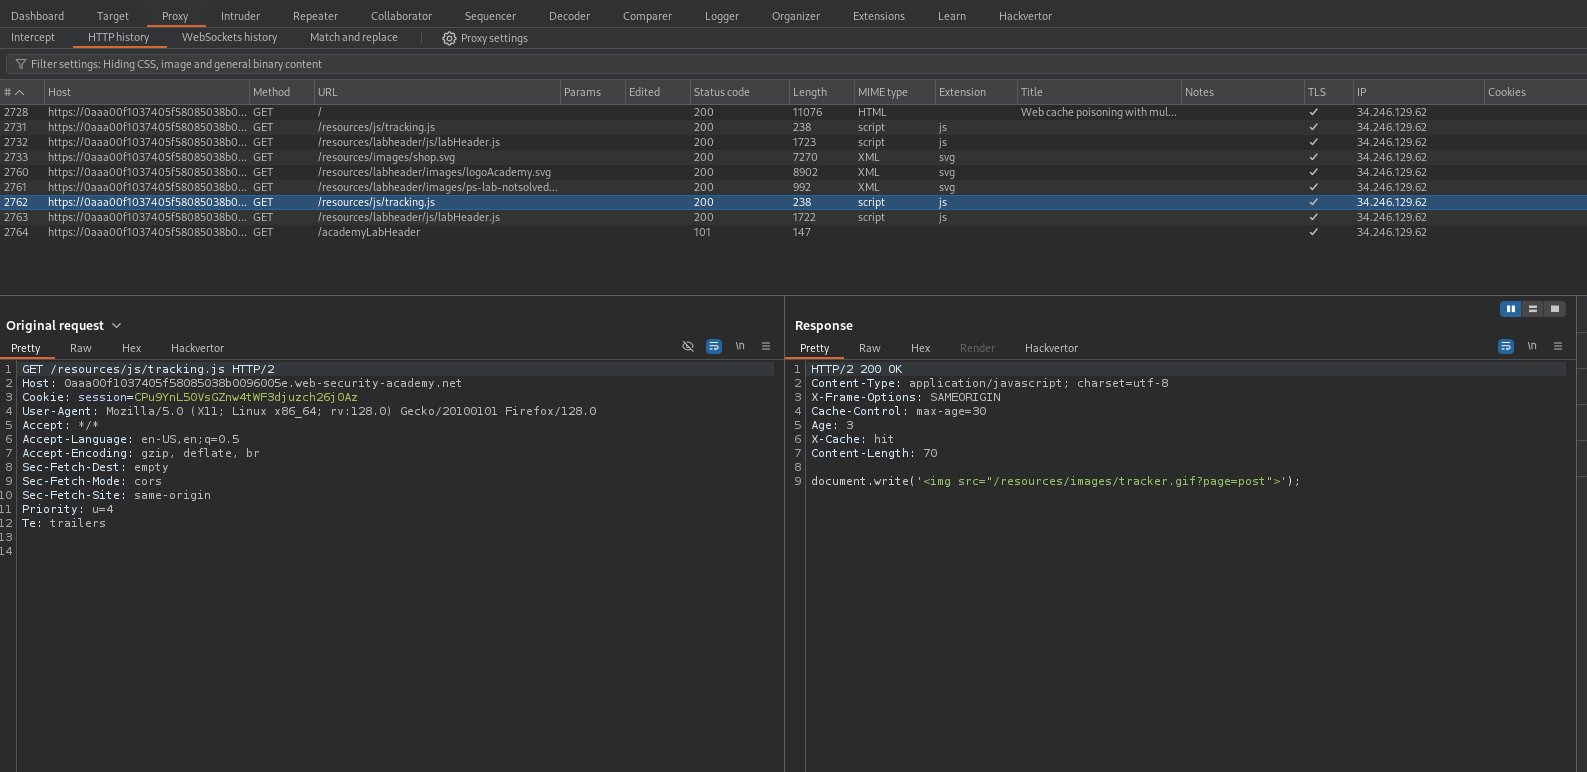 Dashboard Target Proxy Intruder Repeater Collaborator Sequencer Decoder Comparer Logger Organizer Extensions Learn Hackvertor
Intercept HTTP history WebSockets history Match and replace | Proxy settings
Filter settings: Hiding CSS, image and general binary content
# Host Method URL Params Edited Status code Length MIME type Extension Title Notes TLS IP Cookies
2728 https://0aaa00f1037405f58085038b0... GET / 200 11076 HTML Web cache poisoning with mul... ✓ 34.246.129.62
2731 https://0aaa00f1037405f58085038b0... GET /resources/js/tracking.js 200 238 script js ✓ 34.246.129.62
2732 https://0aaa00f1037405f58085038b0... GET /resources/labheader/js/labHeader.js 200 1723 script js ✓ 34.246.129.62
2733 https://0aaa00f1037405f58085038b0... GET /resources/images/shop.svg 200 7270 XML svg ✓ 34.246.129.62
2760 https://0aaa00f1037405f58085038b0... GET /resources/labheader/images/logoAcademy.svg 200 8902 XML svg ✓ 34.246.129.62
2761 https://0aaa00f1037405f58085038b0... GET /resources/labheader/images/ps-lab-notsolved... 200 992 XML svg ✓ 34.246.129.62
2762 https://0aaa00f1037405f58085038b0... GET /resources/js/tracking.js 200 238 script js ✓ 34.246.129.62
2763 https://0aaa00f1037405f58085038b0... GET /resources/labheader/js/labHeader.js 200 1722 script js ✓ 34.246.129.62
2764 https://0aaa00f1037405f58085038b0... GET /academyLabHeader 101 147 ✓ 34.246.129.62
Original request
Pretty Raw Hex Hackvertor \n
1 GET /resources/js/tracking.js HTTP/2
2 Host: 0aaa00f1037405f58085038b0096005e.web-security-academy.net
3 Cookie: session=CPu9YnL50VsGZnw4tWF3djuzch26j0Az
4 User-Agent: Mozilla/5.0 (X11; Linux x86_64; rv:128.0) Gecko/20100101 Firefox/128.0
5 Accept: */*
6 Accept-Language: en-US,en;q=0.5
7 Accept-Encoding: gzip, deflate, br
8 Sec-Fetch-Dest: empty
9 Sec-Fetch-Mode: cors
10 Sec-Fetch-Site: same-origin
11 Priority: u=4
12 Te: trailers
13
14
Response
Pretty Raw Hex Render Hackvertor \n
1 HTTP/2 200 OK
2 Content-Type: application/javascript; charset=utf-8
3 X-Frame-Options: SAMEORIGIN
4 Cache-Control: max-age=30
5 Age: 3
6 X-Cache: hit
7 Content-Length: 70
8
9 document.write('<img src="/resources/images/tracker.gif?page=post">');